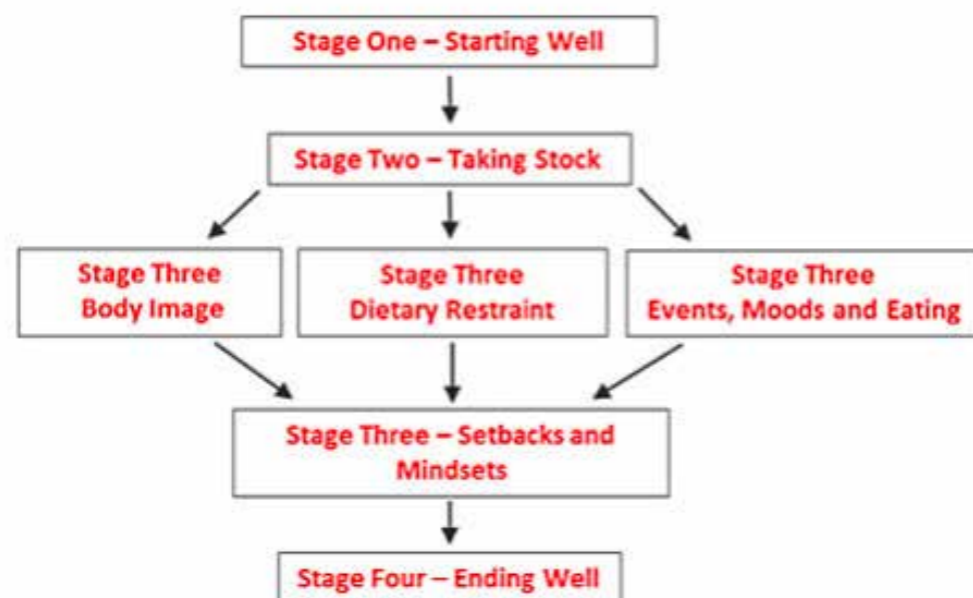 Stage One – Starting Well
Stage Two – Taking Stock
Stage Three
Body Image
Stage Three
Dietary Restraint
Stage Three
Events, Moods and Eating
Stage Three – Setbacks and
Mindsets
Stage Four – Ending Well